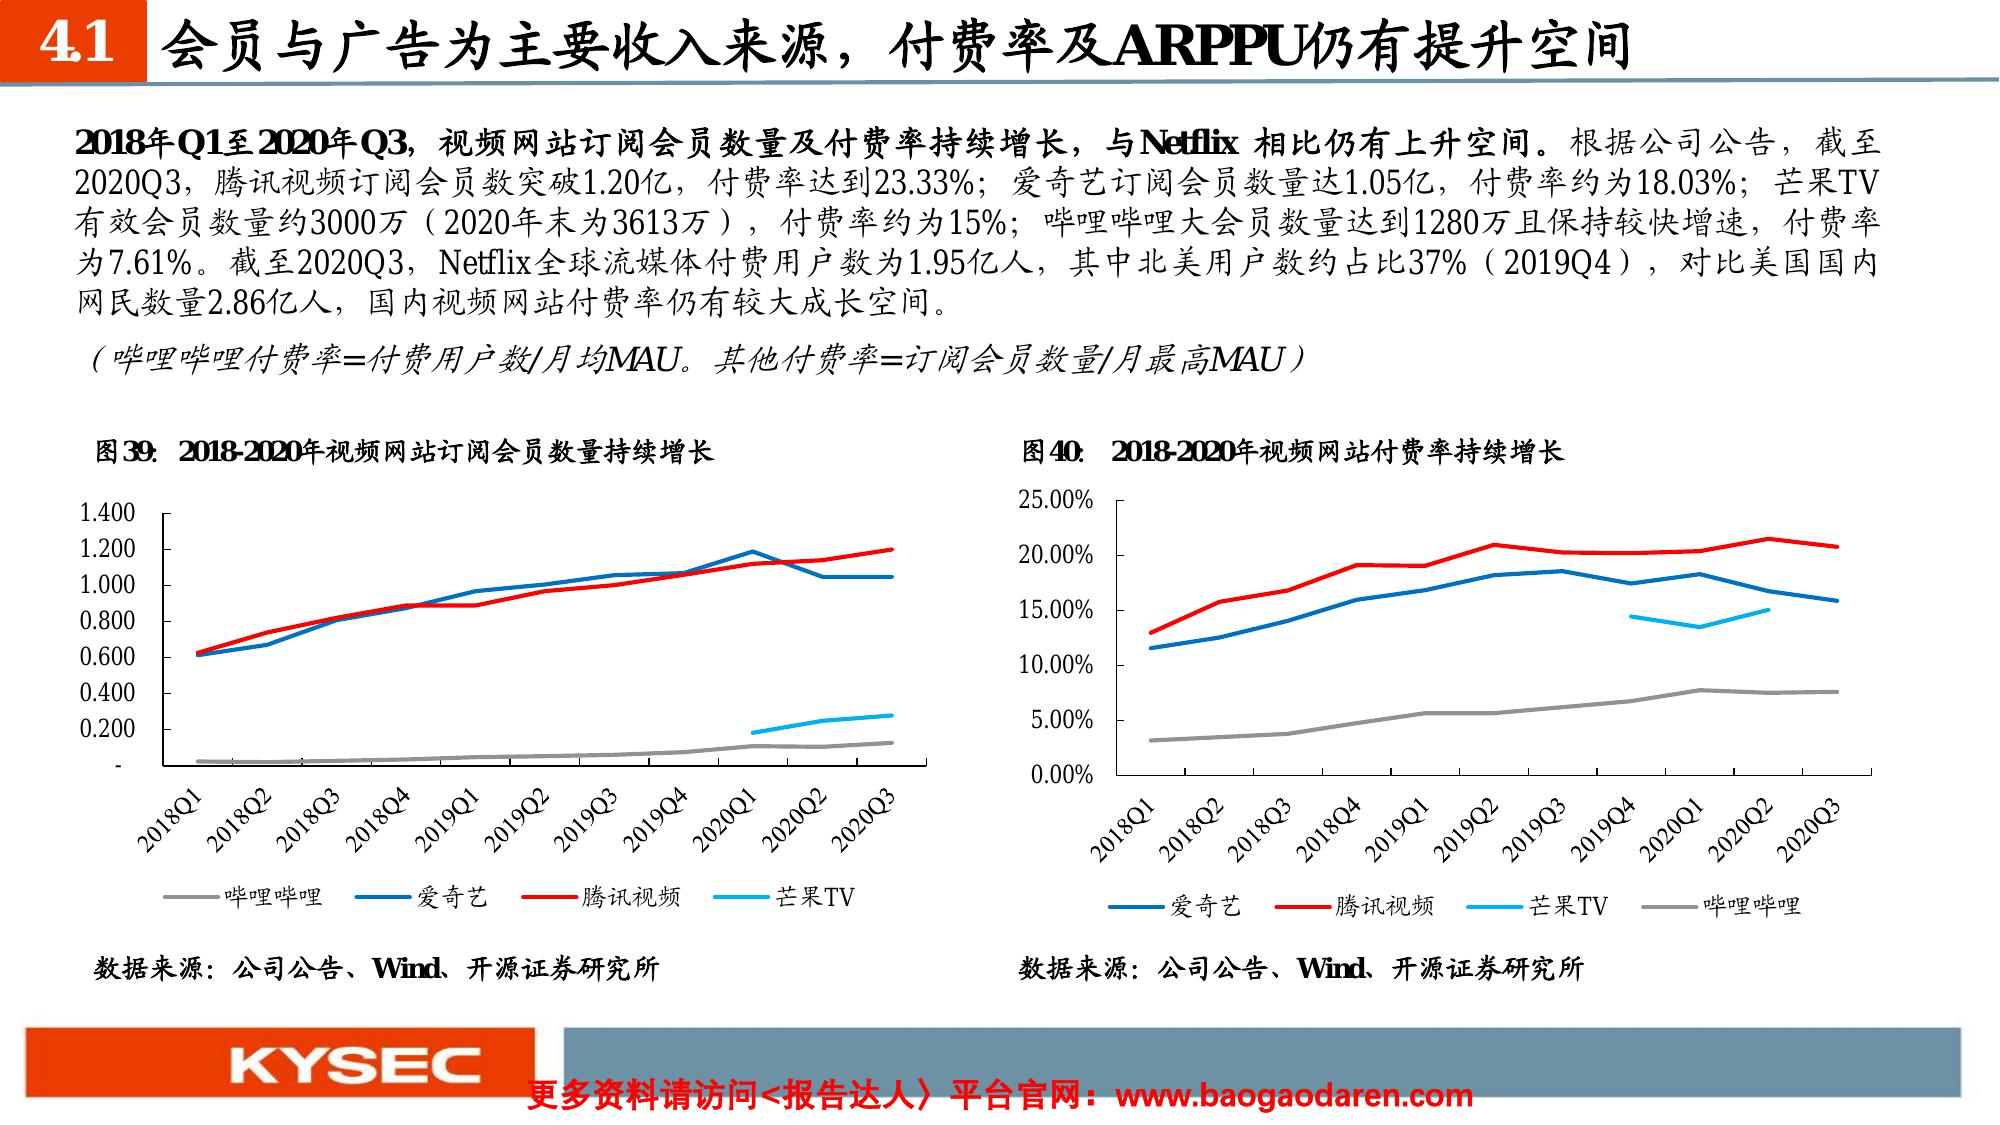 4.1 会员与广告为主要收入来源，付费率及ARPPU仍有提升空间
2018年Q1至2020年Q3，视频网站订阅会员数量及付费率持续增长，与Netflix 相比仍有上升空间。根据公司公告，截至
2020Q3，腾讯视频订阅会员数突破1.20亿，付费率达到23.33%；爱奇艺订阅会员数量达1.05亿，付费率约为18.03%；芒果TV
有效会员数量约3000万（2020年末为3613万），付费率约为15%；哔哩哔哩大会员数量达到1280万且保持较快增速，付费率
为7.61%。截至2020Q3，Netflix全球流媒体付费用户数为1.95亿人，其中北美用户数约占比37%（2019Q4），对比美国国内
网民数量2.86亿人，国内视频网站付费率仍有较大成长空间。
（哔哩哔哩付费率=付费用户数/月均MAU。其他付费率=订阅会员数量/月最高MAU）
图39：2018-2020年视频网站订阅会员数量持续增长
1.400
1.200
1.000
0.800
0.600
0.400
0.200
-
2018Q1 2018Q2 2018Q3 2018Q4 2019Q1 2019Q2 2019Q3 2019Q4 2020Q1 2020Q2 2020Q3
哔哩哔哩 爱奇艺 腾讯视频 芒果TV
数据来源：公司公告、Wind、开源证券研究所
图40： 2018-2020年视频网站付费率持续增长
25.00%
20.00%
15.00%
10.00%
5.00%
0.00%
2018Q1 2018Q2 2018Q3 2018Q4 2019Q1 2019Q2 2019Q3 2019Q4 2020Q1 2020Q2 2020Q3
爱奇艺 腾讯视频 芒果TV 哔哩哔哩
数据来源：公司公告、Wind、开源证券研究所
KYSEC
更多资料请访问<报告达人〉平台官网：www.baogaodaren.com